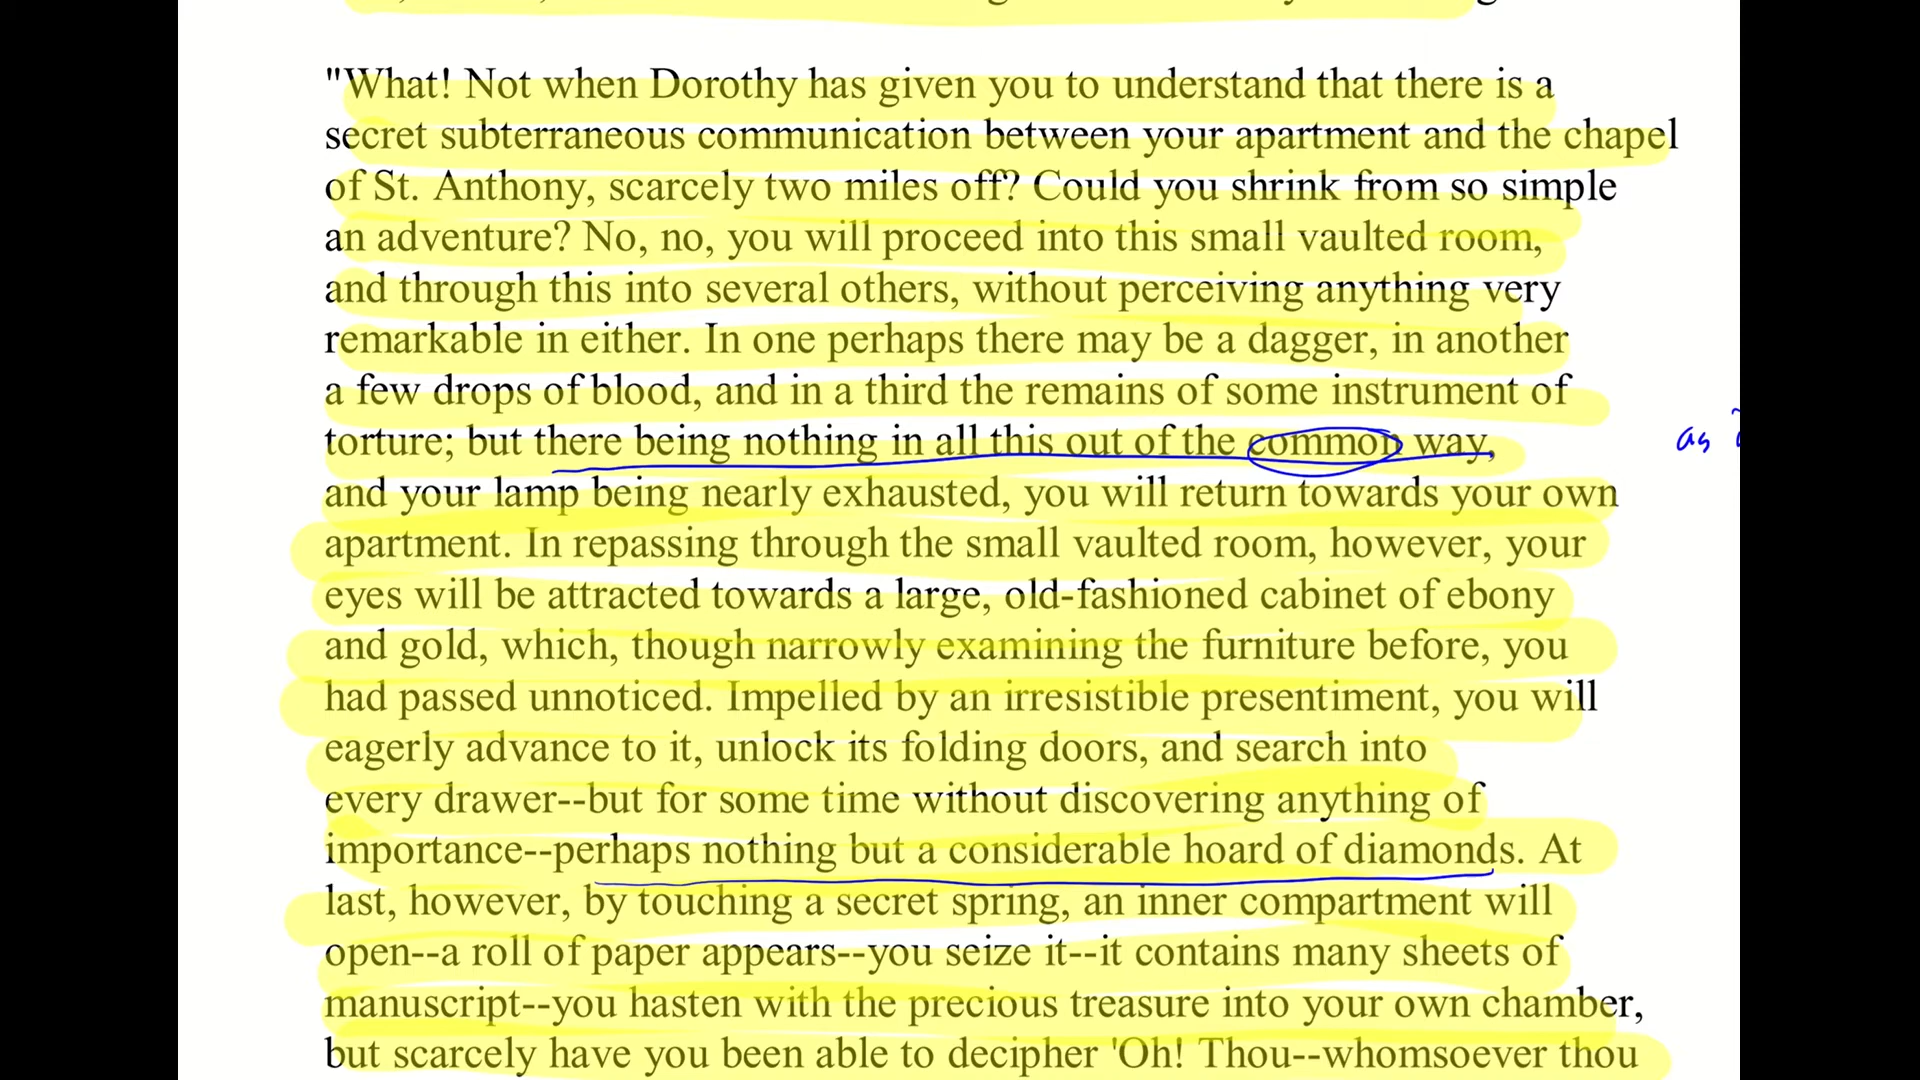 "What! Not when Dorothy has given you to understand that there is a
secret subterraneous communication between your apartment and the chapel
of St. Anthony, scarcely two miles off? Could you shrink from so simple
an adventure? No, no, you will proceed into this small vaulted room,
and through this into several others, without perceiving anything very
remarkable in either. In one perhaps there may be a dagger, in another
a few drops of blood, and in a third the remains of some instrument of
torture; but there being nothing in all this out of the common way,
as
and your lamp being nearly exhausted, you will return towards your own
apartment. In repassing through the small vaulted room, however, your
eyes will be attracted towards a large, old-fashioned cabinet of ebony
and gold, which, though narrowly examining the furniture before, you
had passed unnoticed. Impelled by an irresistible presentiment, you will
eagerly advance to it, unlock its folding doors, and search into
every drawer--but for some time without discovering anything of
importance--perhaps nothing but a considerable hoard of diamonds. At
last, however, by touching a secret spring, an inner compartment will
open--a roll of paper appears--you seize it--it contains many sheets of
manuscript--you hasten with the precious treasure into your own chamber,
but scarcely have you been able to decipher 'Oh! Thou--whomsoever thou